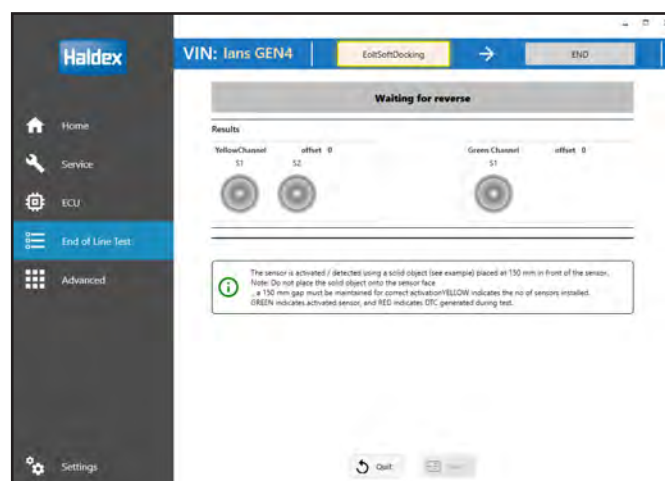 Haldex
VIN: Ians GEN4
EoltSoftDocking
END
Waiting for reverse
Home
Service
ECU
End of Line Test
Advanced
Settings
Results
YellowChannel offset 0
S1 S2
Green Channel offset 0
S1
The sensor is activated / detected using a solid object (see example) placed at 150 mm in front of the sensor.
Note: Do not place the solid object onto the sensor face
, a 150 mm gap must be maintained for correct activationYELLOW indicates the no of sensors installed.
GREEN indicates activated sensor, and RED indicates DTC generated during test.
Quit